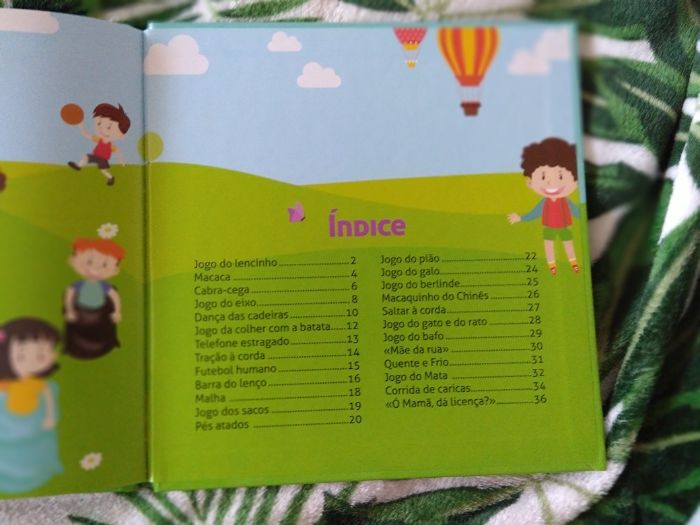 Índice
Jogo do lencinho 2
Macaca 4
Cabra-cega 6
Jogo do eixo 8
Dança das cadeiras 10
Jogo da colher com a batata 12
Telefone estragado 13
Tração à corda 14
Futebol humano 15
Barra do lenço 16
Malha 18
Jogo dos sacos 19
Pés atados 20
Jogo do pião 22
Jogo do galo 24
Jogo do berlinde 25
Macaquinho do Chinês 26
Saltar à corda 27
Jogo do gato e do rato 28
Jogo do bafo 29
«Mãe da rua» 30
Quente e Frio 31
Jogo do Mata 32
Corrida de caricas 34
«Ó Mamã, dá licença?» 36